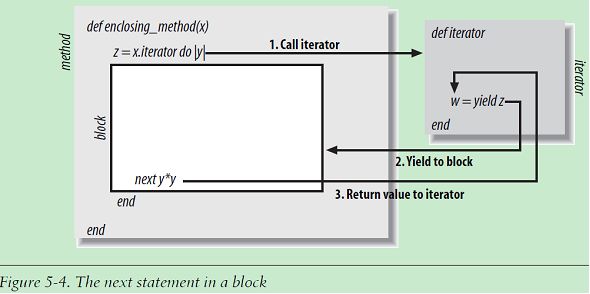 def enclosing_method(x)
z = x.iterator do |y|
1. Call iterator
def iterator
method
iterator
w = yield z
block
end
2. Yield to block
next y*y
3. Return value to iterator
end
end
Figure 5-4. The next statement in a block